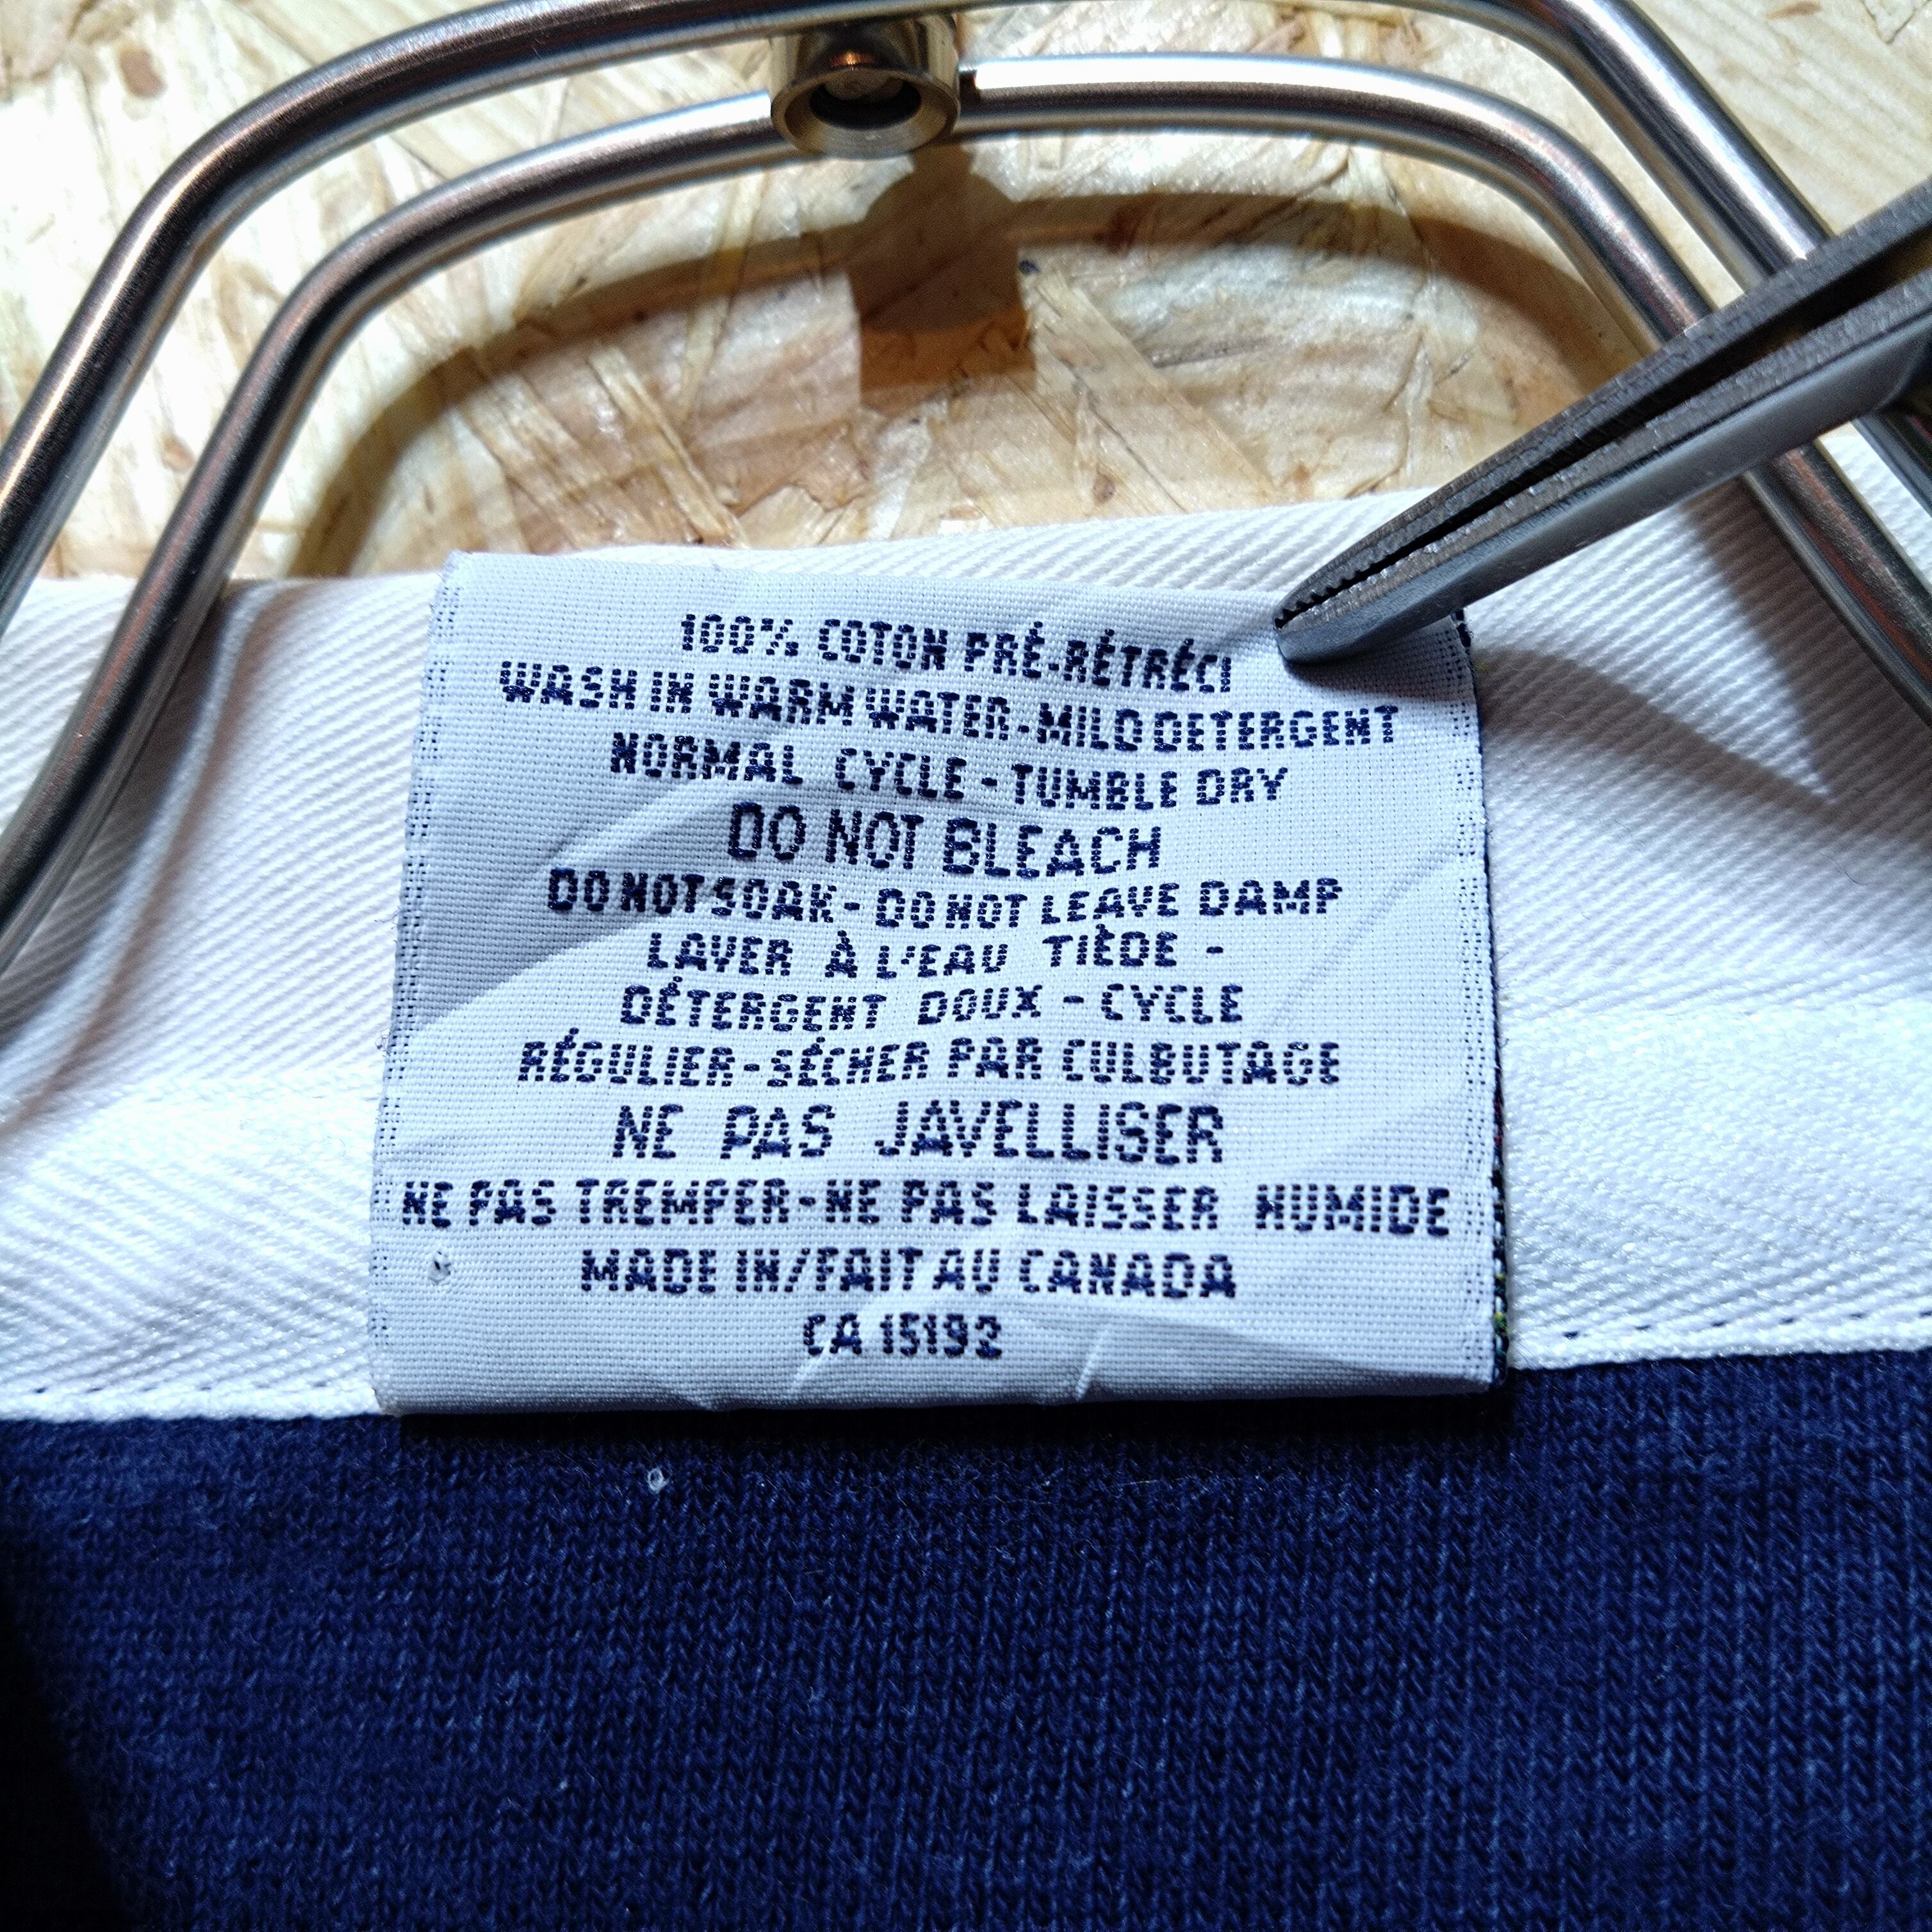 100% COTON PRÉ-RÉTRÉCI
WASH IN WARM WATER-MILD DETERGENT
NORMAL CYCLE-TUMBLE DRY
DO NOT BLEACH
DO NOT SOAK-DO NOT LEAVE DAMP
LAVER À L'EAU TIÈDE -
DÉTERGENT DOUX - CYCLE
RÉGULIER-SÉCHER PAR CULBUTAGE
NE PAS JAVELLISER
NE PAS TREMPER-NE PAS LAISSER HUMIDE
MADE IN/FAIT AU CANADA
CA 15192